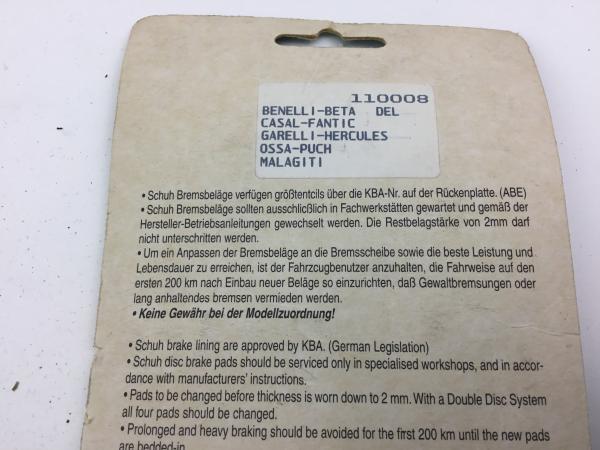 110008
BENELLI-BETA DEL
CASAL-FANTIC
GARELLI-HERCULES
OSSA-PUCH
MALAGITI
• Schuh Bremsbeläge verfügen größtentcils über die KBA-Nr. auf der Rückenplatte. (ABE)
• Schuh Bremsbeläge sollten ausschlicßlich in Fachwerkstätten gewartet und gemäß der
Hersteller-Betriebsanleitungen gewechselt werden. Die Restbelagstärke von 2mm darf
nicht unterschritten werden.
• Um ein Anpassen der Bremsbeläge an die Bremsscheibe sowie die beste Leistung und
Lebensdauer zu erreichen, ist der Fahrzcugbenutzer anzuhalten, die Fahrweise auf den
ersten 200 km nach Einbau neuer Beläge so einzurichten, daß Gewaltbremsungen oder
lang anhaltendes bremsen vermieden werden.
• Keine Gewähr bei der Modellzuordnung!
• Schuh brake lining are approved by KBA. (German Legislation)
• Schuh disc brake pads should be serviced only in specialised workshops, and in accor-
dance with manufacturers' instructions.
• Pads to be changed before thickness is worn down to 2 mm. With a Double Disc System
all four pads should be changed.
• Prolonged and heavy braking should be avoided for the first 200 km until the new pads
are bedded-in.